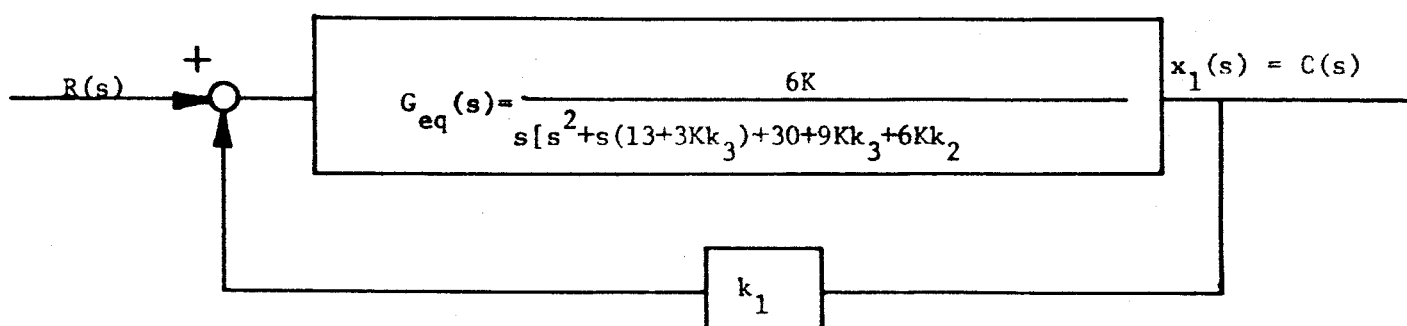 +
R(s)
G_eq(s)=
6K
s[s^2+s(13+3Kk_3)+30+9Kk_3+6Kk_2
x_1(s) = C(s)
k_1